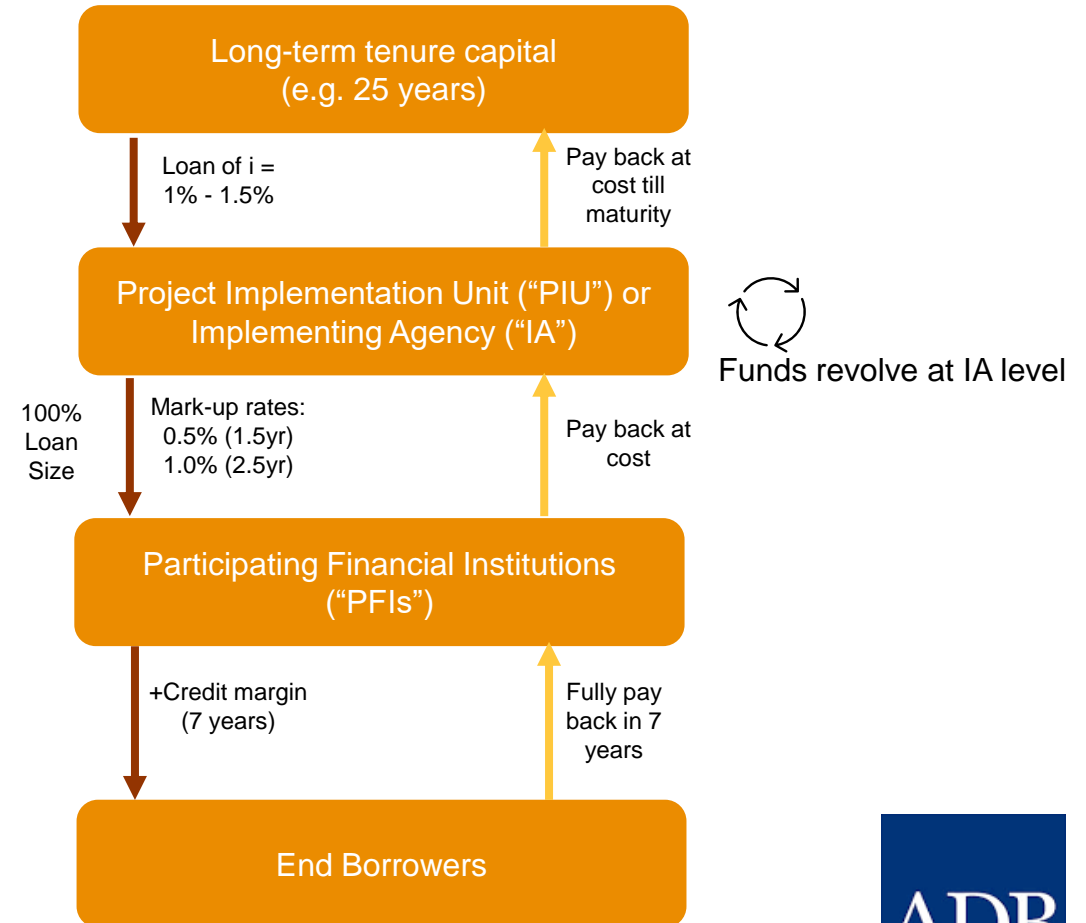 Long-term tenure capital
(e.g. 25 years)
Loan of i =
1% - 1.5%
Pay back at
cost till
maturity
Project Implementation Unit (“PIU”) or
Implementing Agency (“IA”)
Funds revolve at IA level
100%
Loan
Size
Mark-up rates:
0.5% (1.5yr)
1.0% (2.5yr)
Pay back at
cost
Participating Financial Institutions
(“PFIs”)
+Credit margin
(7 years)
Fully pay
back in 7
years
End Borrowers
ADB